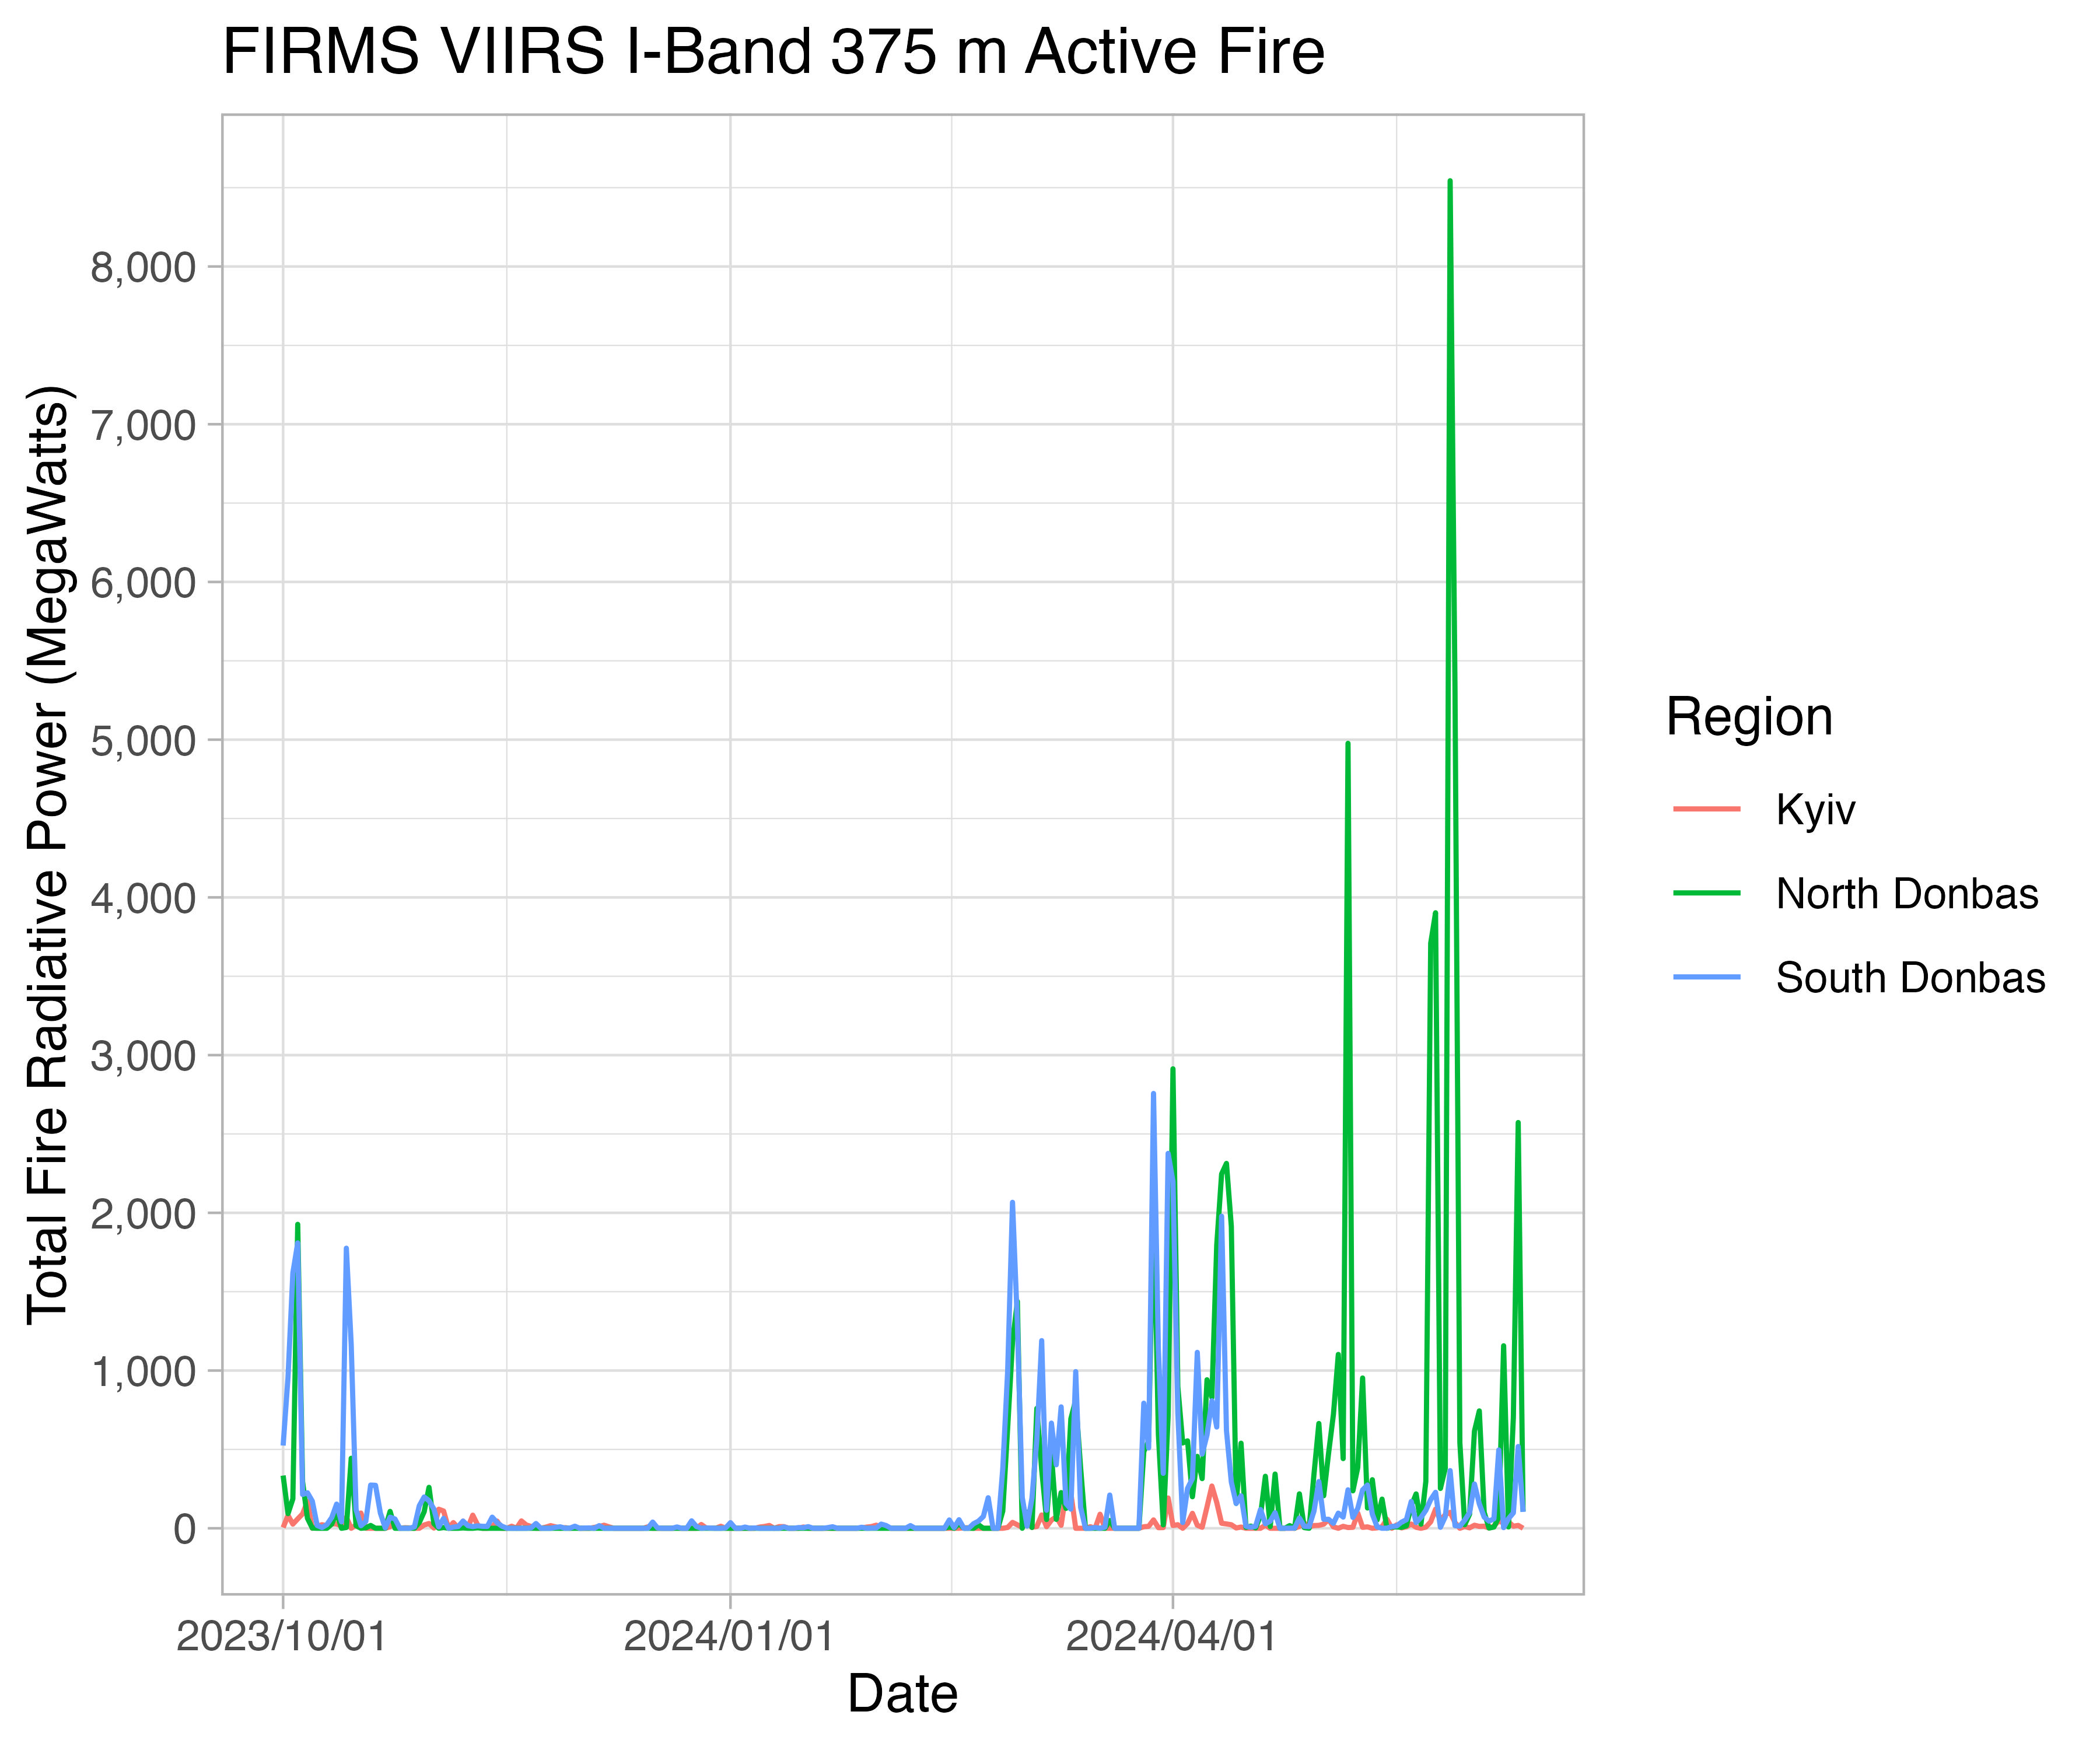 FIRMS VIIRS I-Band 375 m Active Fire
Total Fire Radiative Power (MegaWatts)
8,000
7,000
6,000
5,000
4,000
3,000
2,000
1,000
0
2023/10/01
2024/01/01
2024/04/01
Date
Region
Kyiv
North Donbas
South Donbas